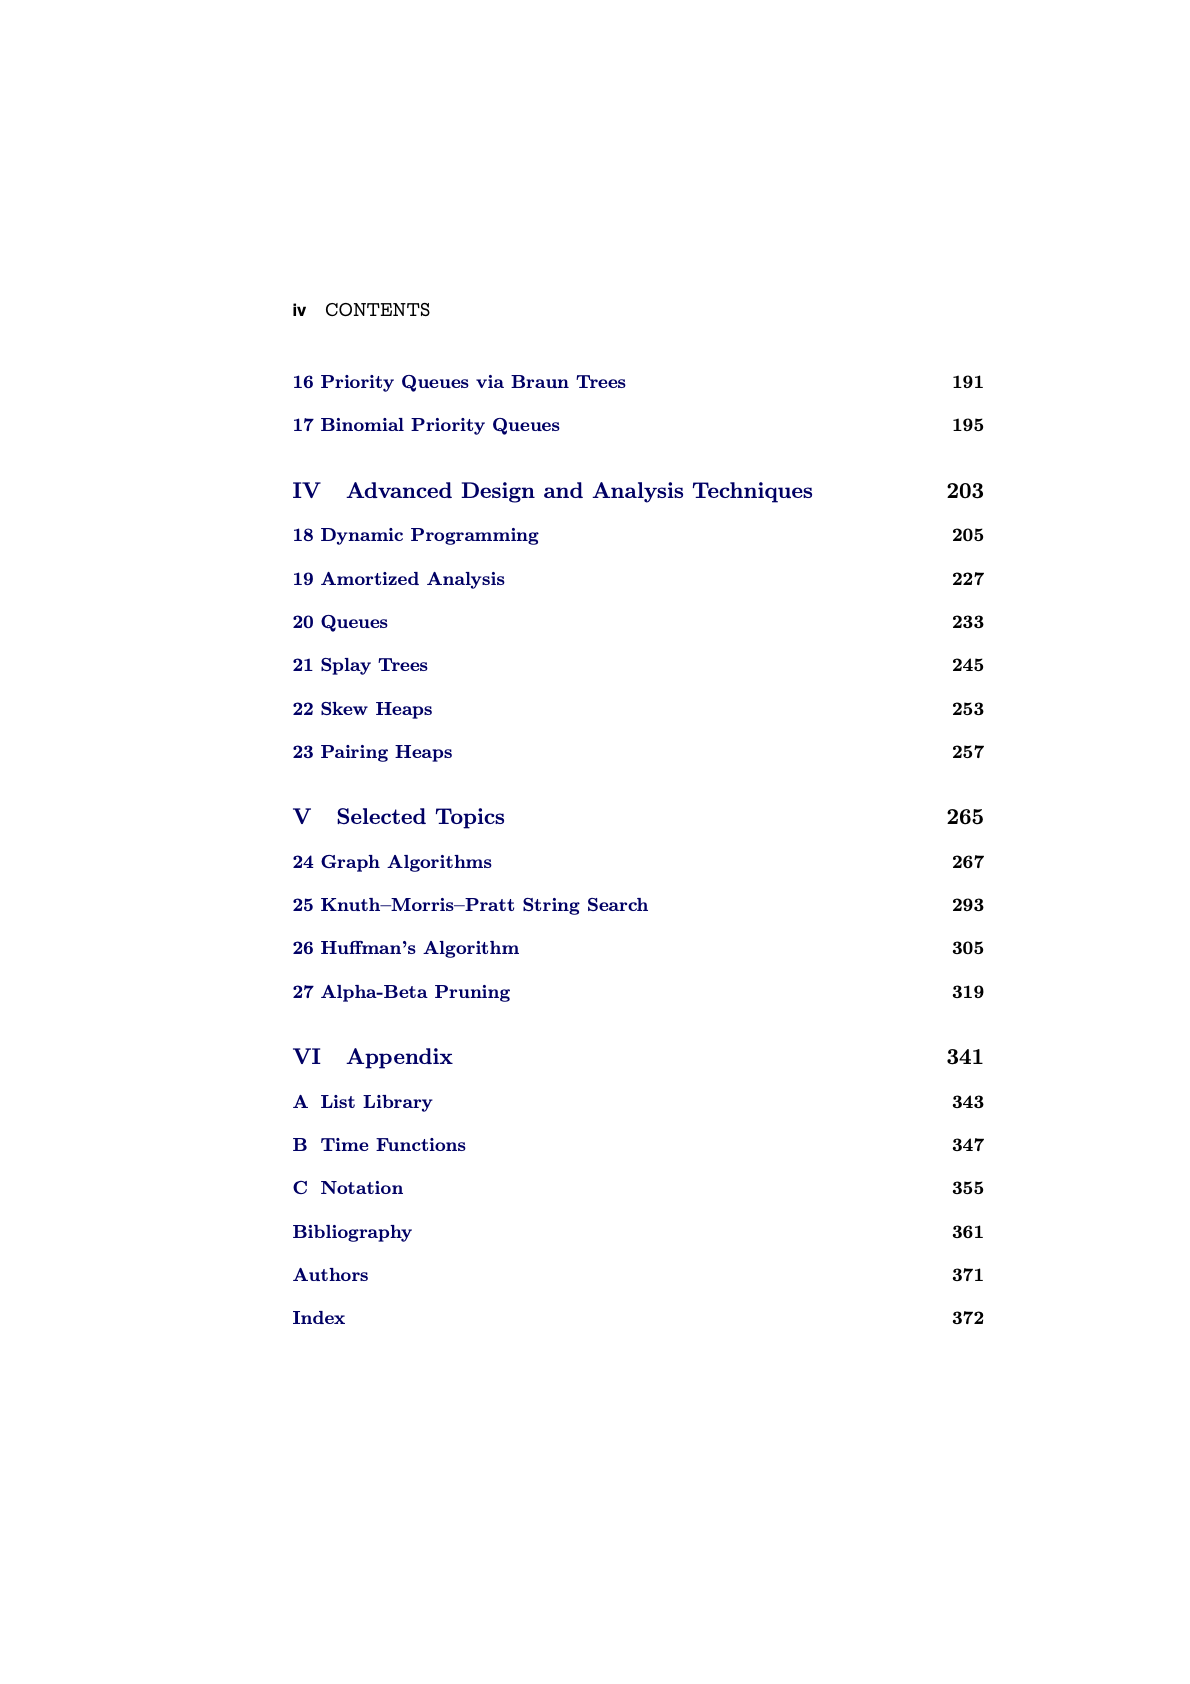 iv CONTENTS
16 Priority Queues via Braun Trees 191
17 Binomial Priority Queues 195
IV Advanced Design and Analysis Techniques 203
18 Dynamic Programming 205
19 Amortized Analysis 227
20 Queues 233
21 Splay Trees 245
22 Skew Heaps 253
23 Pairing Heaps 257
V Selected Topics 265
24 Graph Algorithms 267
25 Knuth–Morris–Pratt String Search 293
26 Huffman's Algorithm 305
27 Alpha-Beta Pruning 319
VI Appendix 341
A List Library 343
B Time Functions 347
C Notation 355
Bibliography 361
Authors 371
Index 372